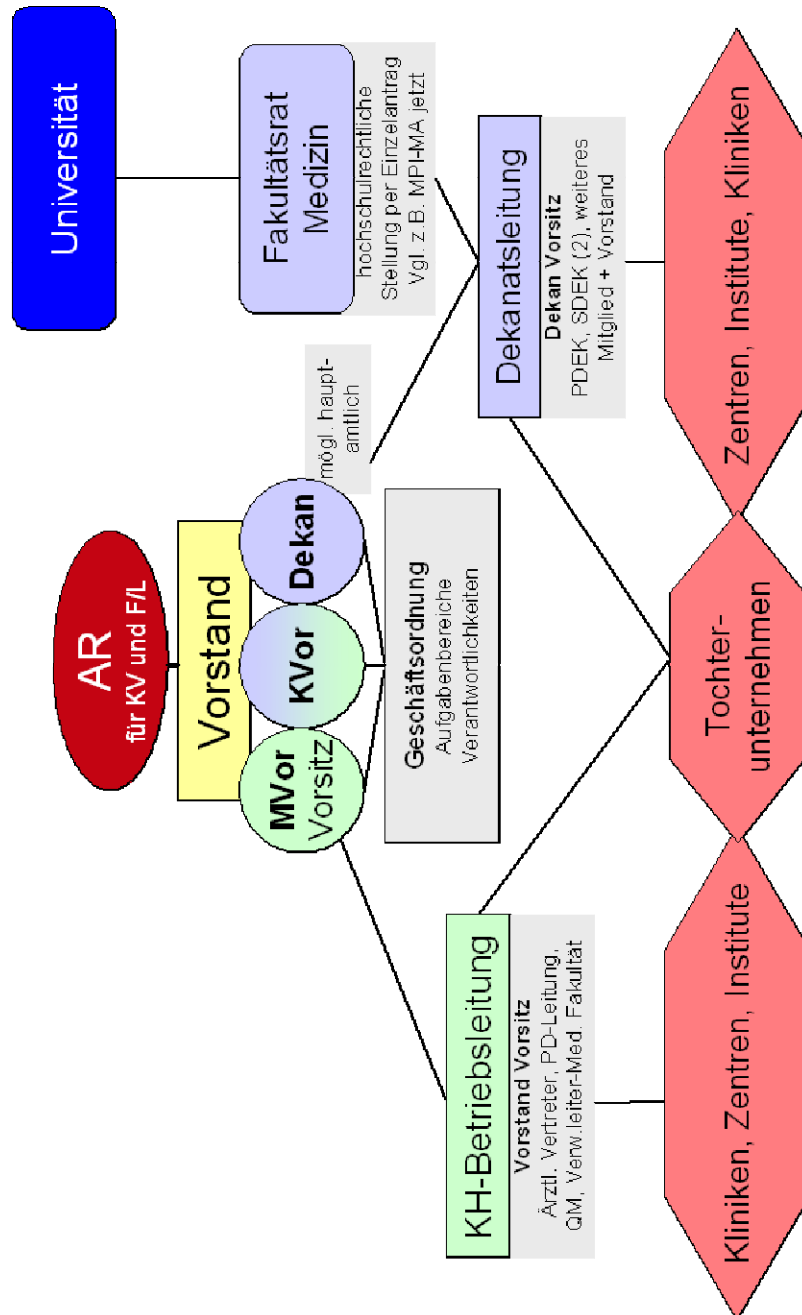 Universität
AR
für KV und F/L
Vorstand
MVor
Vorsitz
KVor
Dekan
mögl. haupt-
amtlich
Fakultätsrat
Medizin
hochschulrechtliche
Stellung per Einzelantrag
Vgl. z.B. MPI-MA jetzt
Geschäftsordnung
Aufgabenbereiche
Verantwortlichkeiten
KH-Betriebsleitung
Vorstand Vorsitz
Ärztl. Vertreter, PD-Leitung,
QM, Verw.leiter-Med. Fakultät
Dekanatsleitung
Dekan Vorsitz
PDEK, SDEK (2), weiteres
Mitglied + Vorstand
Kliniken, Zentren, Institute
Tochter-
unternehmen
Zentren, Institute, Kliniken